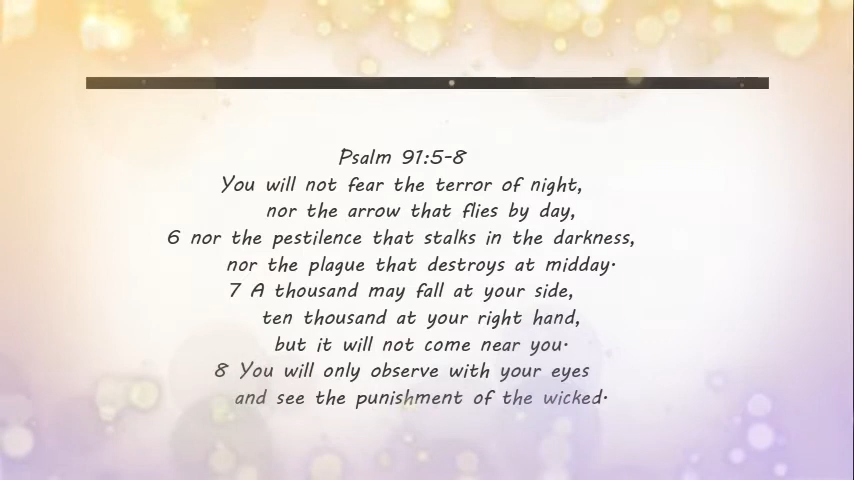 Psalm 91:5-8
You will not fear the terror of night,
nor the arrow that flies by day,
6 nor the pestilence that stalks in the darkness,
nor the plague that destroys at midday.
7 A thousand may fall at your side,
ten thousand at your right hand,
but it will not come near you.
8 You will only observe with your eyes
and see the punishment of the wicked.